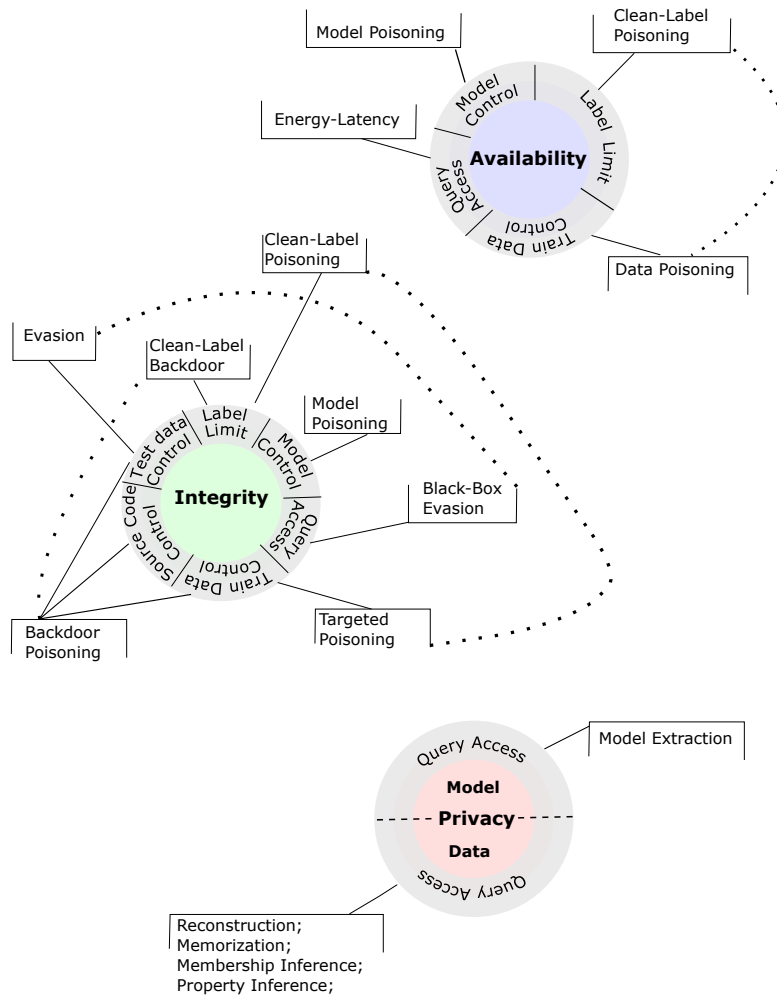 Clean-Label
Poisoning
Model Poisoning
Energy-Latency
Model
Control
Label Limit
Availability
Query
Access
Train Data
Control
Data Poisoning
Clean-Label
Poisoning
Evasion
Clean-Label
Backdoor
Model
Poisoning
Label
Limit
Test data
Control
Model
Control
Integrity
Black-Box
Evasion
Source Code
Control
Query
Access
Train Data
Control
Backdoor
Poisoning
Targeted
Poisoning
Query Access
Model Extraction
Model
Privacy
Data
Query Access
Reconstruction;
Memorization;
Membership Inference;
Property Inference;